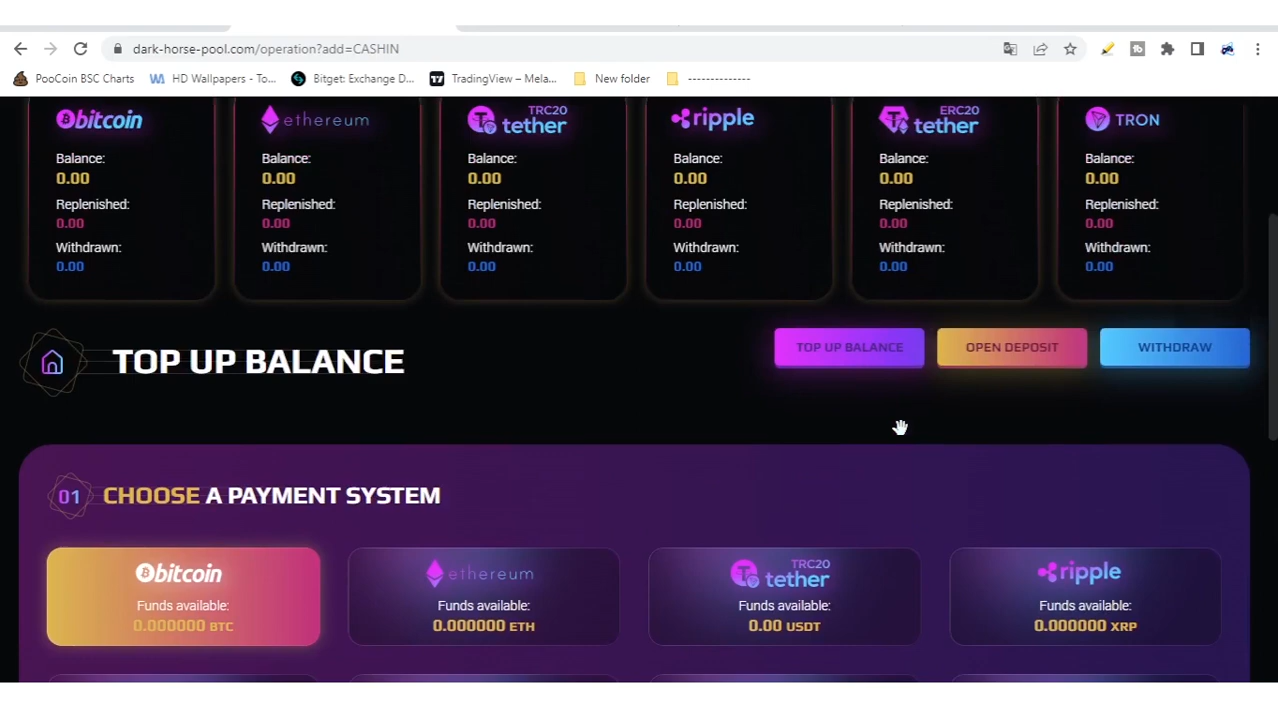 dark-horse-pool.com/operation?add=CASHIN
PooCoin BSC Charts HD Wallpapers - To... Bitget: Exchange D... TradingView – Mela... New folder --------------
bitcoin ethereum TRC20 tether ripple ERC20 tether TRON
Balance: Balance: Balance: Balance: Balance: Balance:
0.00 0.00 0.00 0.00 0.00 0.00
Replenished: Replenished: Replenished: Replenished: Replenished: Replenished:
0.00 0.00 0.00 0.00 0.00 0.00
Withdrawn: Withdrawn: Withdrawn: Withdrawn: Withdrawn: Withdrawn:
0.00 0.00 0.00 0.00 0.00 0.00
TOP UP BALANCE TOP UP BALANCE OPEN DEPOSIT WITHDRAW
01 CHOOSE A PAYMENT SYSTEM
bitcoin ethereum TRC20 tether ripple
Funds available: Funds available: Funds available: Funds available:
0.000000 BTC 0.000000 ETH 0.00 USDT 0.000000 XRP